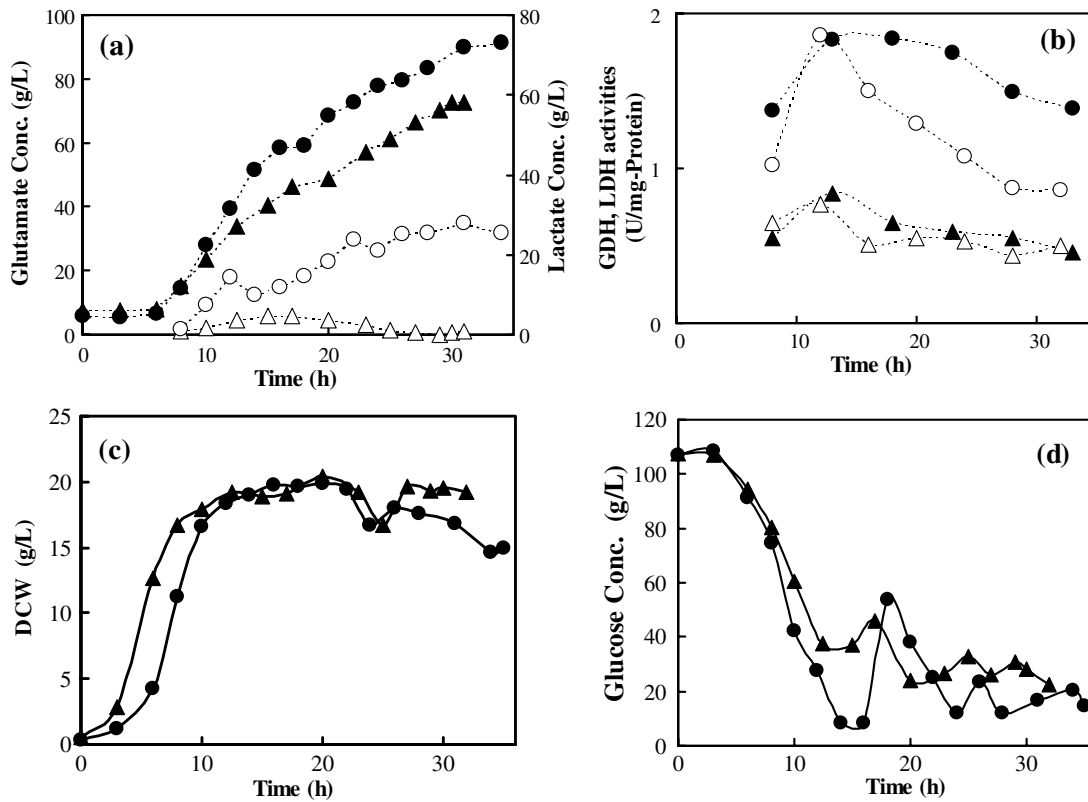 (a)
Glutamate Conc. (g/L)
100
80
60
40
20
0
80
60
40
20
0
Lactate Conc. (g/L)
0 10 20 30
Time (h)
(b)
GDH, LDH activities
(U/mg-Protein)
2
1
0
0 10 20 30
Time (h)
(c)
DCW (g/L)
25
20
15
10
5
0
0 10 20 30
Time (h)
(d)
Glucose Conc. (g/L)
120
100
80
60
40
20
0
0 10 20 30
Time (h)